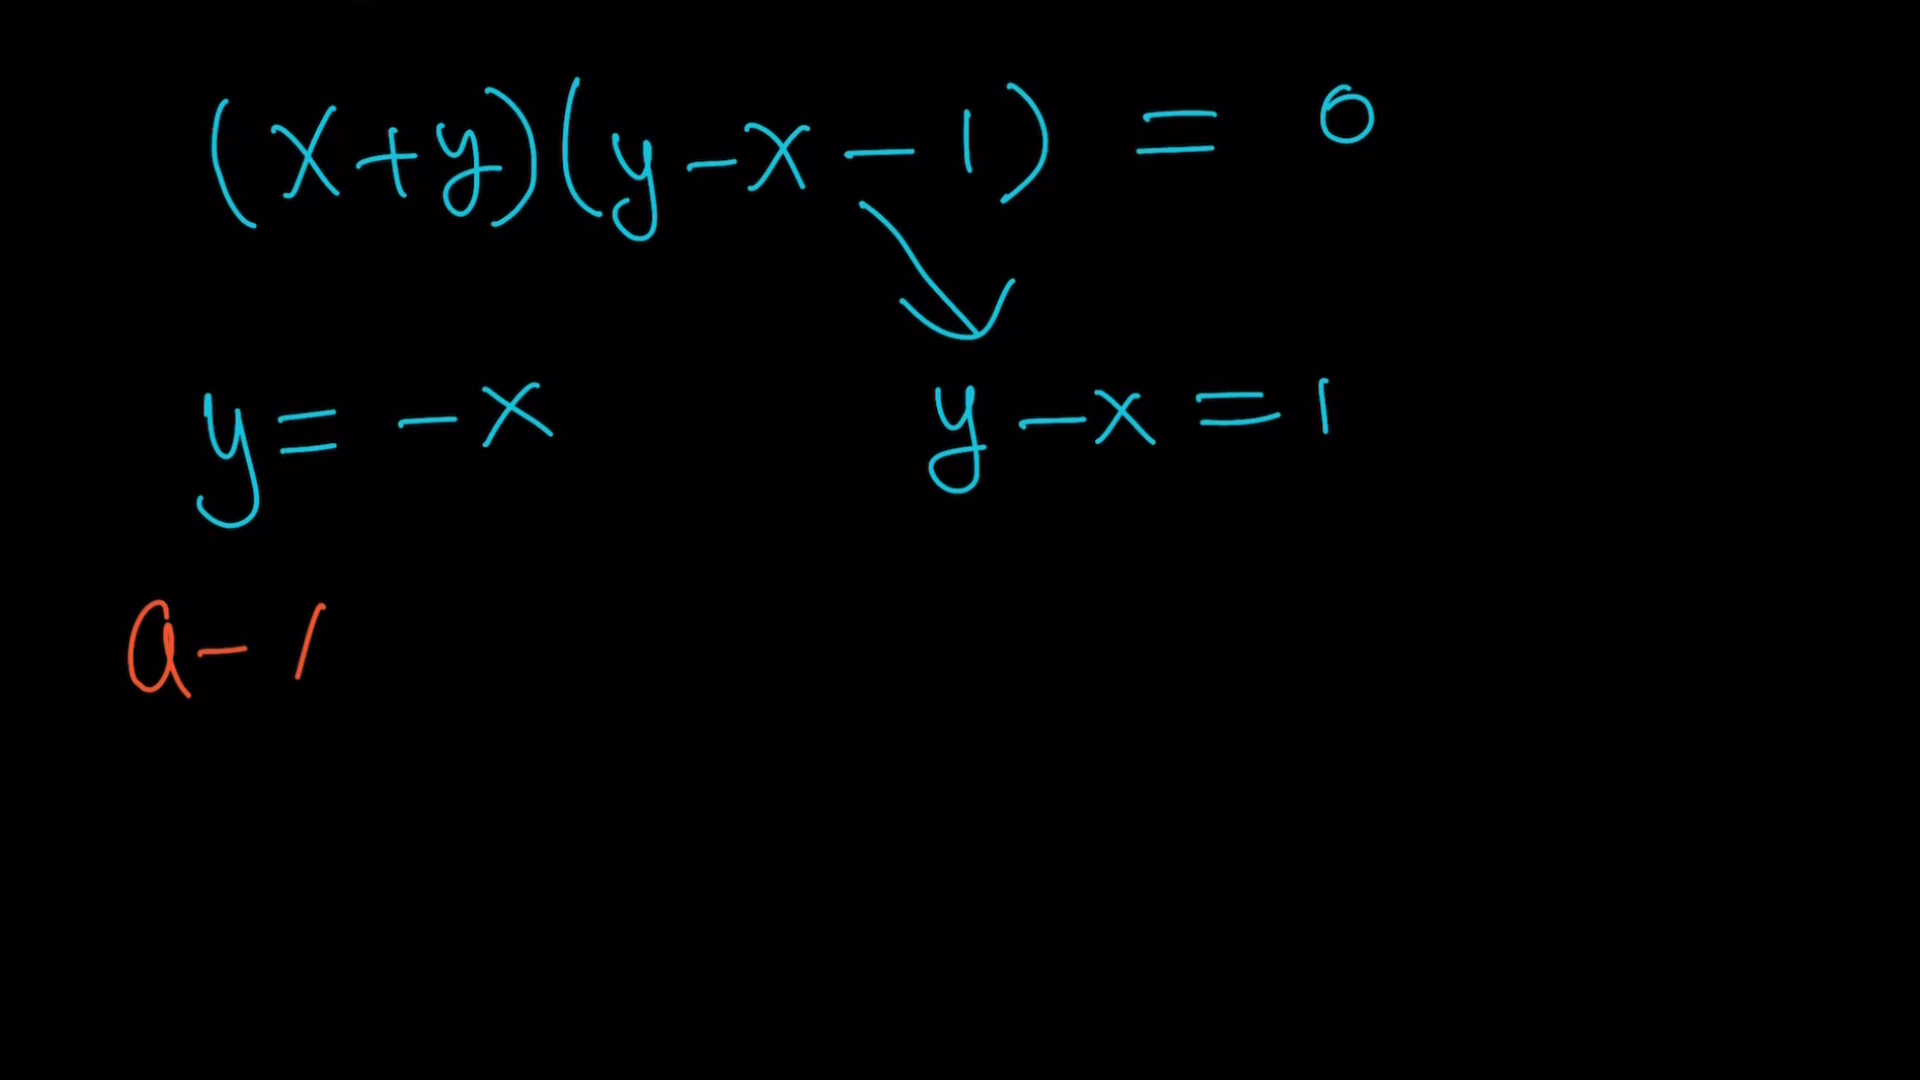 (x+y)(y-x-1) = 0
y = -x    y-x=1
a-1